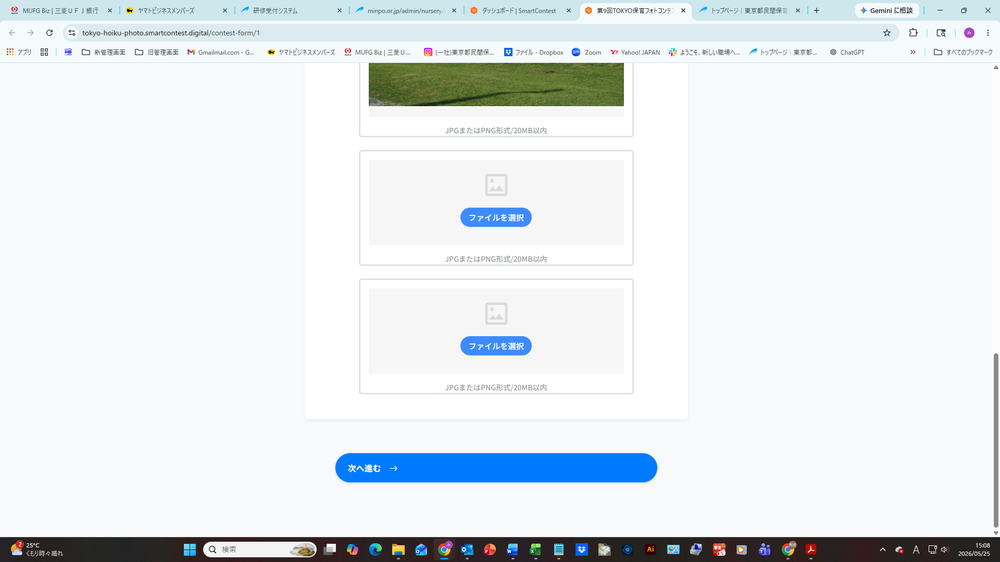 MUFG Biz | 三菱ＵＦＪ銀行
ヤマトビジネスメンバーズ
研修受付システム
minpo.or.jp/admin/nursery/
ダッシュボード | SmartContest
第9回TOKYO保育フォトコンテス
トップページ｜東京都民間保育
Gemini に相談
tokyo-hoiku-photo.smartcontest.digital/contest-form/1
み
アプリ
新管理画面
旧管理画面
Gmailmail.com - G...
ヤマトビジネスメンバーズ
MUFG Biz | 三菱Ｕ...
(一社)東京都民間保...
ファイル - Dropbox
Zoom
Yahoo! JAPAN
ようこそ、新しい職場へ...
トップページ｜東京都...
ChatGPT
すべてのブックマーク
JPGまたはPNG形式/20MB以内
ファイルを選択
JPGまたはPNG形式/20MB以内
ファイルを選択
JPGまたはPNG形式/20MB以内
次へ進む →
2
25°C
くもり時々晴れ
検索
A
15:08
2026/05/25